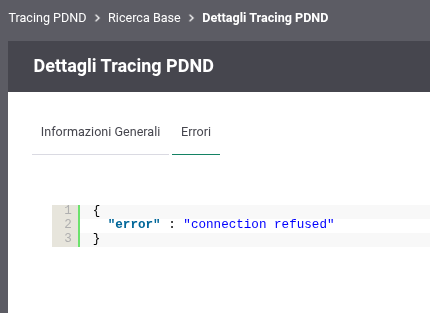 Tracing PDND > Ricerca Base > Dettagli Tracing PDND
Dettagli Tracing PDND
Informazioni Generali Errori
1 {
2 "error" : "connection refused"
3 }